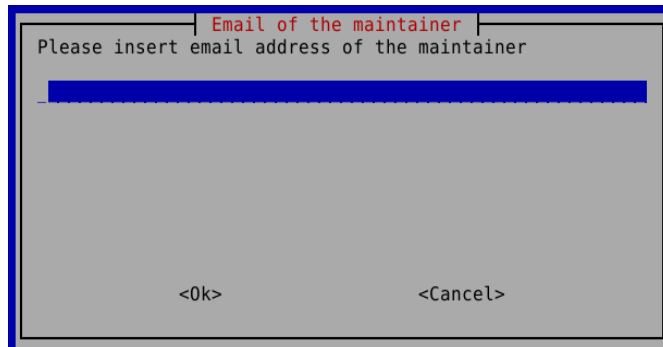 Email of the maintainer
Please insert email address of the maintainer
<Ok> <Cancel>